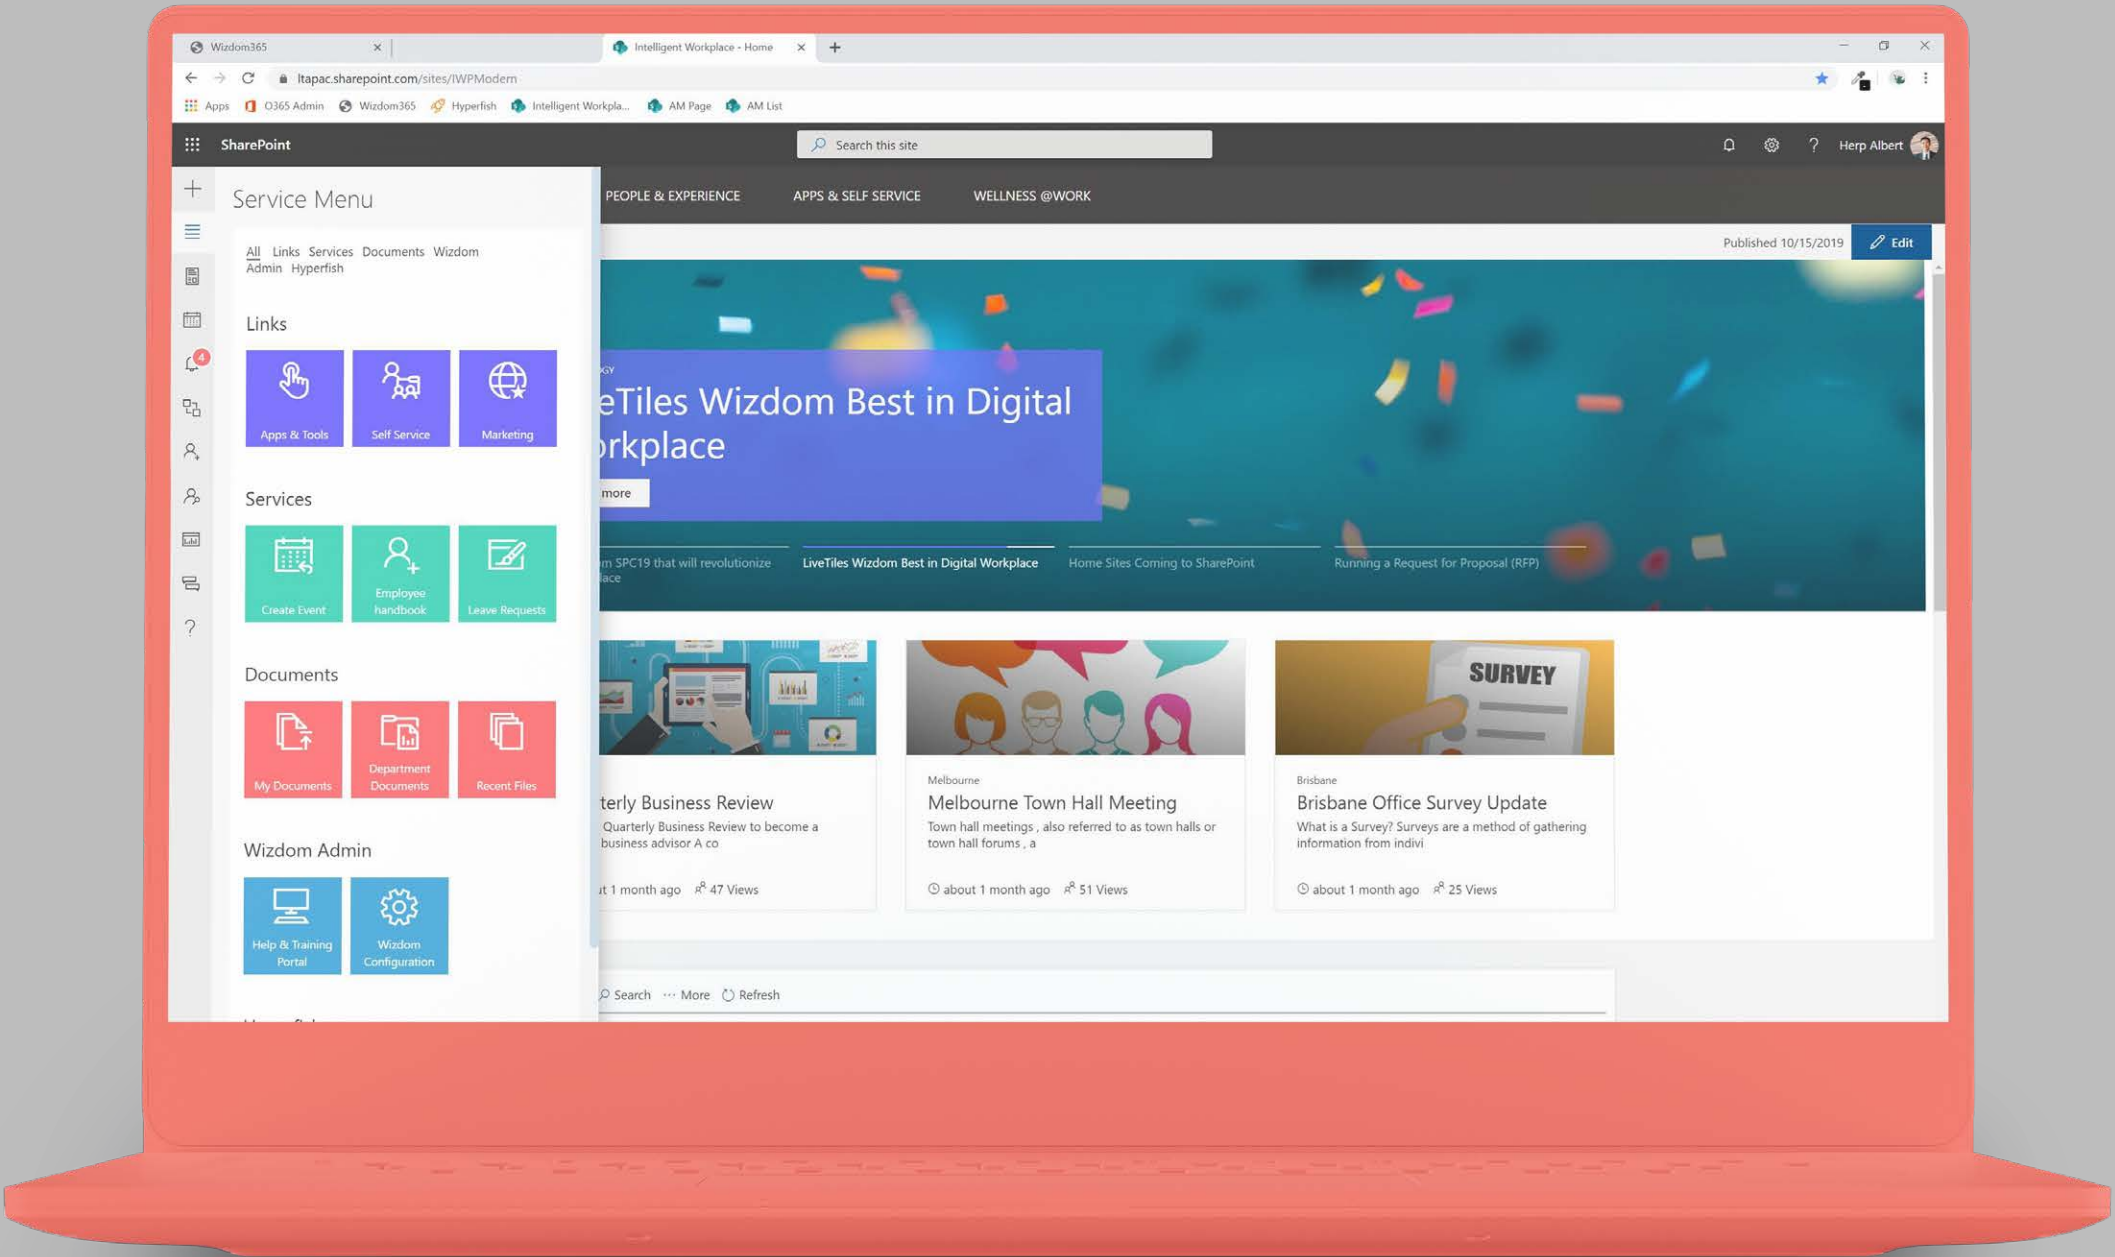 Wizdom365
Intelligent Workplace - Home
ltapac.sharepoint.com/sites/IWPModern
Apps
O365 Admin
Wizdom365
Hyperfish
Intelligent Workpla...
AM Page
AM List
SharePoint
Search this site
Herp Albert
Service Menu
PEOPLE & EXPERIENCE
APPS & SELF SERVICE
WELLNESS @WORK
Published 10/15/2019
Edit
All Links Services Documents Wizdom
Admin Hyperfish
4
Links
Apps & Tools
Self Service
Marketing
Services
Create Event
Employee
handbook
Leave Requests
Documents
My Documents
Department
Documents
Recent Files
Wizdom Admin
Help & Training
Portal
Wizdom
Configuration
GY
eTiles Wizdom Best in Digital
orkplace
more
m SPC19 that will revolutionize
lace
LiveTiles Wizdom Best in Digital Workplace
Home Sites Coming to SharePoint
Running a Request for Proposal (RFP)
terly Business Review
Quarterly Business Review to become a
business advisor A co
ut 1 month ago
47 Views
Melbourne
Melbourne Town Hall Meeting
Town hall meetings , also referred to as town halls or
town hall forums , a
about 1 month ago
51 Views
SURVEY
Brisbane
Brisbane Office Survey Update
What is a Survey? Surveys are a method of gathering
information from indivi
about 1 month ago
25 Views
Search
More
Refresh